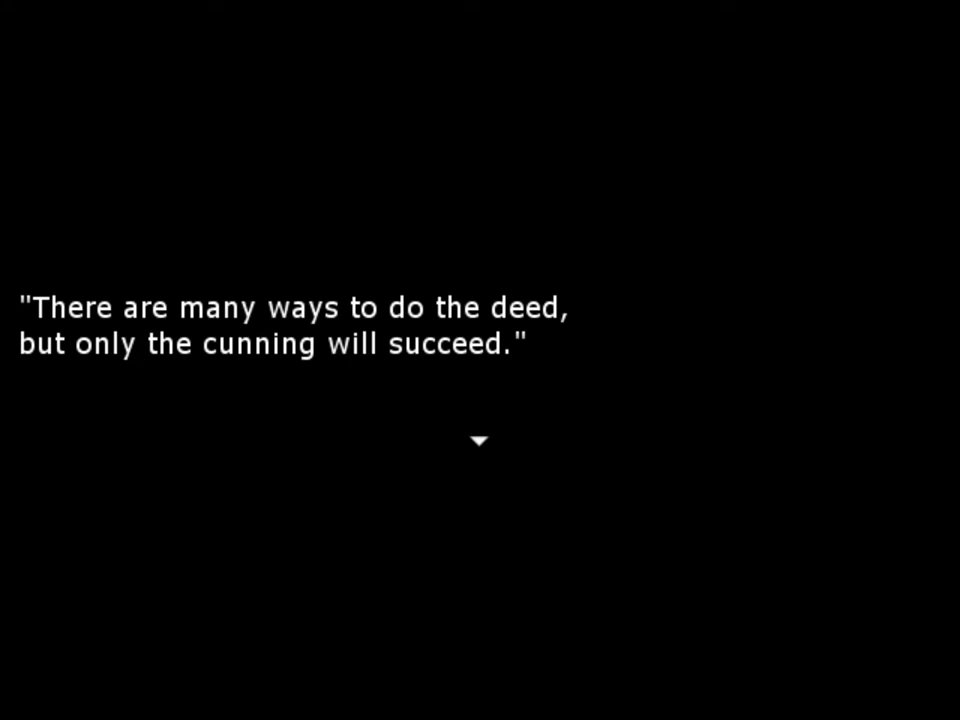 "There are many ways to do the deed,
but only the cunning will succeed."